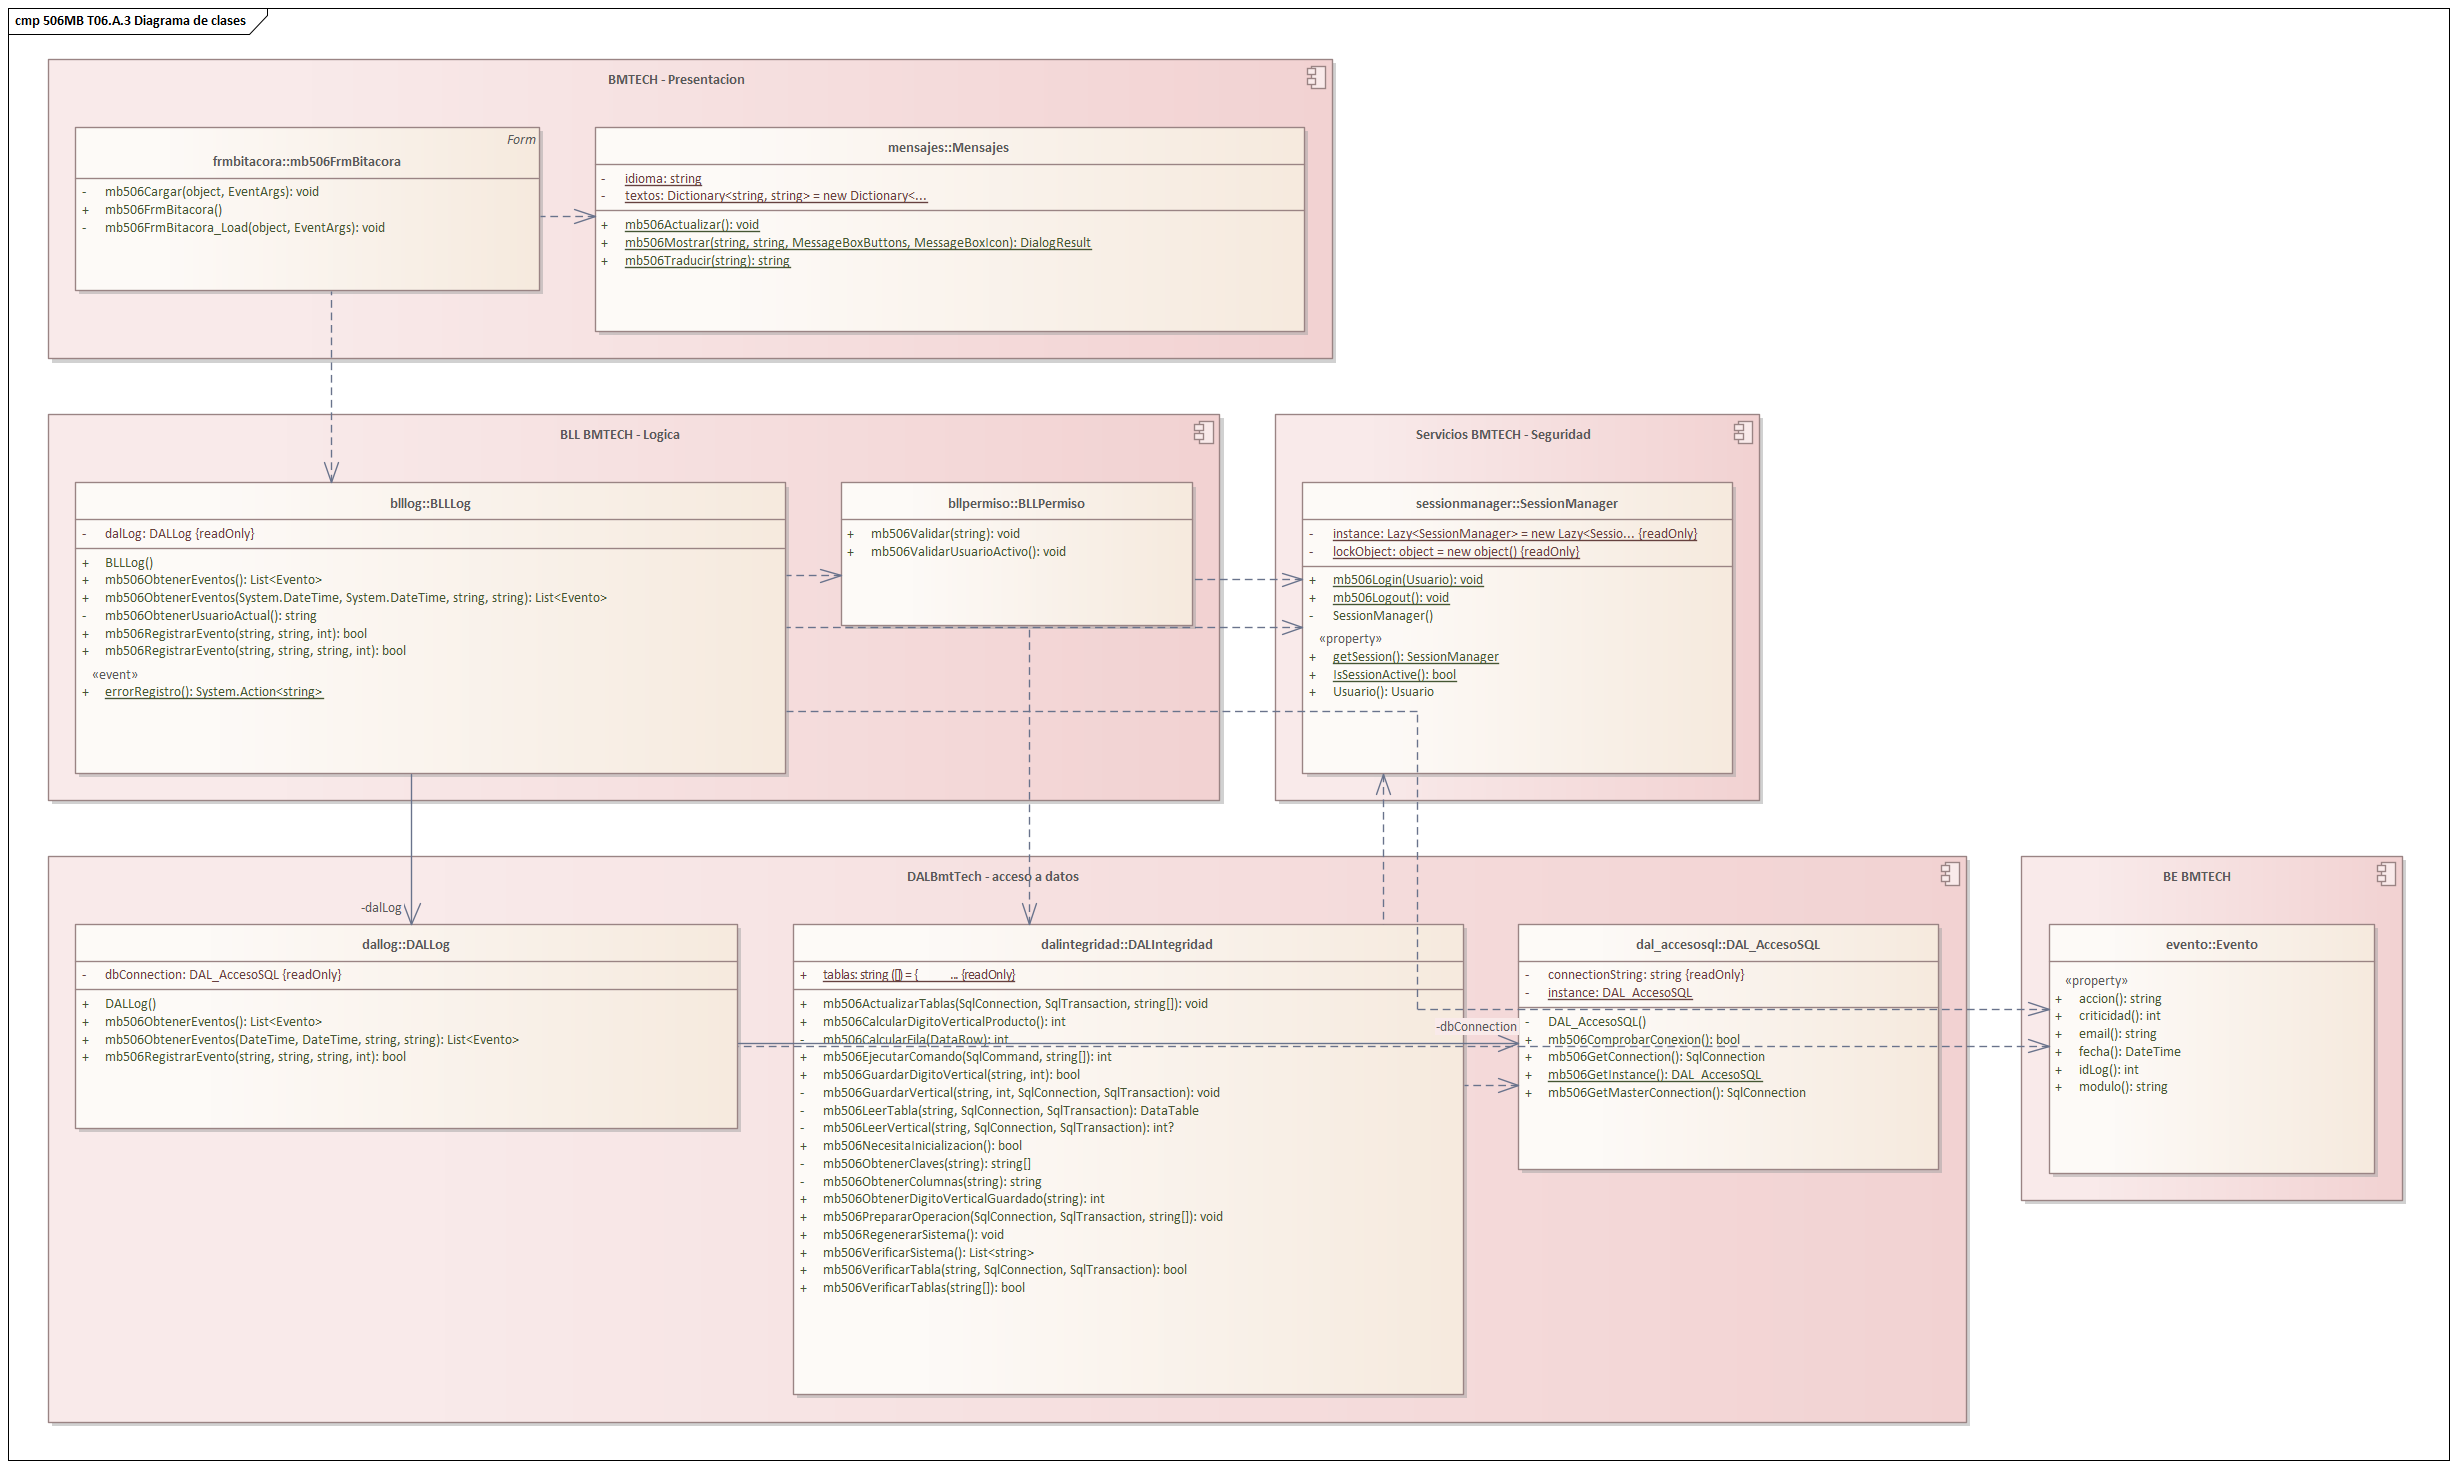 cmp 506MB T06.A.3 Diagrama de clases
BMTECH - Presentacion
Form
frmbitacora::mb506FrmBitacora
- mb506Cargar(object, EventArgs): void
+ mb506FrmBitacora()
- mb506FrmBitacora_Load(object, EventArgs): void
mensajes::Mensajes
- idioma: string
- textos: Dictionary<string, string> = new Dictionary<...
+ mb506Actualizar(): void
+ mb506Mostrar(string, string, MessageBoxButtons, MessageBoxIcon): DialogResult
+ mb506Traducir(string): string
BLL BMTECH - Logica
blllog::BLLLog
- dalLog: DALLog {readOnly}
+ BLLLog()
+ mb506ObtenerEventos(): List<Evento>
+ mb506ObtenerEventos(System.DateTime, System.DateTime, string, string): List<Evento>
- mb506ObtenerUsuarioActual(): string
+ mb506RegistrarEvento(string, string, int): bool
+ mb506RegistrarEvento(string, string, string, int): bool
«event»
+ errorRegistro(): System.Action<string>
bllpermiso::BLLPermiso
+ mb506Validar(string): void
+ mb506ValidarUsuarioActivo(): void
Servicios BMTECH - Seguridad
sessionmanager::SessionManager
- instance: Lazy<SessionManager> = new Lazy<Sessio... {readOnly}
- lockObject: object = new object() {readOnly}
+ mb506Login(Usuario): void
+ mb506Logout(): void
- SessionManager()
«property»
+ getSession(): SessionManager
+ IsSessionActive(): bool
+ Usuario(): Usuario
DALBmtTech - acceso a datos
-dalLog
dallog::DALLog
- dbConnection: DAL_AccesoSQL {readOnly}
+ DALLog()
+ mb506ObtenerEventos(): List<Evento>
+ mb506ObtenerEventos(DateTime, DateTime, string, string): List<Evento>
+ mb506RegistrarEvento(string, string, string, int): bool
dalintegridad::DALIntegridad
+ tablas: string ([]) = { ... {readOnly}
+ mb506ActualizarTablas(SqlConnection, SqlTransaction, string[]): void
+ mb506CalcularDigitoVerticalProducto(): int
- mb506CalcularFila(DataRow): int
+ mb506EjecutarComando(SqlCommand, string[]): int
+ mb506GuardarDigitoVertical(string, int): bool
- mb506GuardarVertical(string, int, SqlConnection, SqlTransaction): void
- mb506LeerTabla(string, SqlConnection, SqlTransaction): DataTable
- mb506LeerVertical(string, SqlConnection, SqlTransaction): int?
+ mb506NecesitaInicializacion(): bool
- mb506ObtenerClaves(string): string[]
- mb506ObtenerColumnas(string): string
+ mb506ObtenerDigitoVerticalGuardado(string): int
+ mb506PrepararOperacion(SqlConnection, SqlTransaction, string[]): void
+ mb506RegenerarSistema(): void
+ mb506VerificarSistema(): List<string>
+ mb506VerificarTabla(string, SqlConnection, SqlTransaction): bool
+ mb506VerificarTablas(string[]): bool
-dbConnection
dal_accesosql::DAL_AccesoSQL
- connectionString: string {readOnly}
- instance: DAL_AccesoSQL
- DAL_AccesoSQL()
+ mb506ComprobarConexion(): bool
+ mb506GetConnection(): SqlConnection
+ mb506GetInstance(): DAL_AccesoSQL
+ mb506GetMasterConnection(): SqlConnection
BE BMTECH
evento::Evento
«property»
+ accion(): string
+ criticidad(): int
+ email(): string
+ fecha(): DateTime
+ idLog(): int
+ modulo(): string